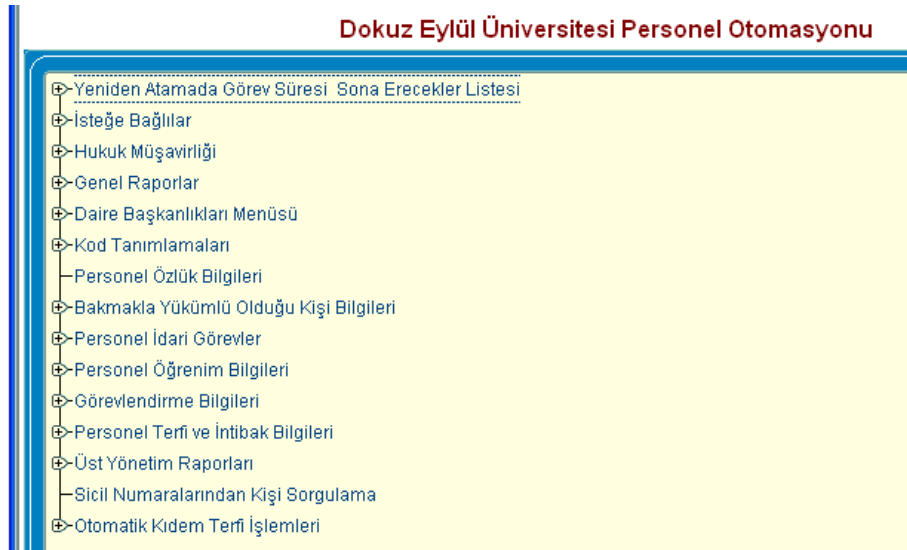 Dokuz Eylül Üniversitesi Personel Otomasyonu
Yeniden Atamada Görev Süresi Sona Erecekler Listesi
İsteğe Bağlılar
Hukuk Müşavirliği
Genel Raporlar
Daire Başkanlıkları Menüsü
Kod Tanımlamaları
Personel Özlük Bilgileri
Bakmakla Yükümlü Olduğu Kişi Bilgileri
Personel İdari Görevler
Personel Öğrenim Bilgileri
Görevlendirme Bilgileri
Personel Terfi ve İntibak Bilgileri
Üst Yönetim Raporları
Sicil Numaralarından Kişi Sorgulama
Otomatik Kıdem Terfi İşlemleri